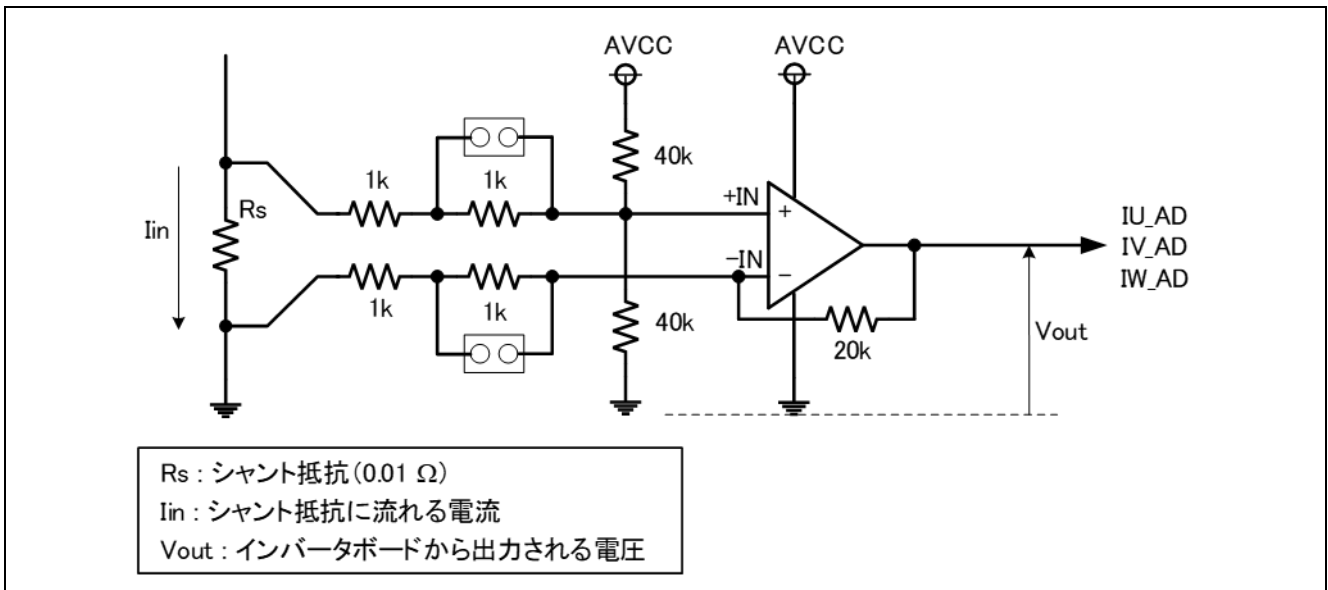 AVCC
AVCC
40k
1k
1k
+IN
+
Rs
Iin
IU_AD
IV_AD
IW_AD
−IN
−
1k
1k
40k
20k
Vout
Rs : シャント抵抗(0.01 Ω)
Iin : シャント抵抗に流れる電流
Vout : インバータボードから出力される電圧